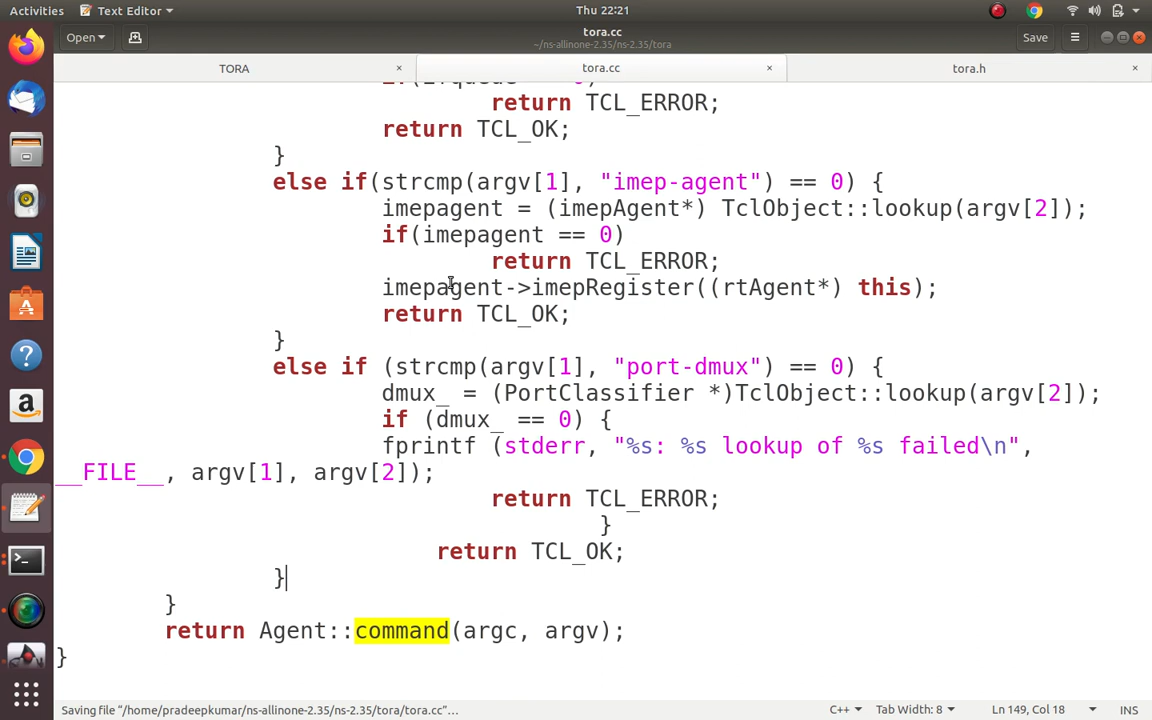 Activities Text Editor Thu 22:21
Open tora.cc Save
~/ns-allinone-2.35/ns-2.35/tora
TORA × tora.cc × tora.h ×
return TCL_ERROR;
return TCL_OK;
}
else if(strcmp(argv[1], "imep-agent") == 0) {
imepagent = (imepAgent*) TclObject::lookup(argv[2]);
if(imepagent == 0)
return TCL_ERROR;
imepagent->imepRegister((rtAgent*) this);
return TCL_OK;
}
else if (strcmp(argv[1], "port-dmux") == 0) {
dmux_ = (PortClassifier *)TclObject::lookup(argv[2]);
if (dmux_ == 0) {
fprintf (stderr, "%s: %s lookup of %s failed\n",
__FILE__, argv[1], argv[2]);
return TCL_ERROR;
}
return TCL_OK;
}
}
return Agent::command(argc, argv);
}
Saving file "/home/pradeepkumar/ns-allinone-2.35/ns-2.35/tora/tora.cc"… C++ Tab Width: 8 Ln 149, Col 18 INS